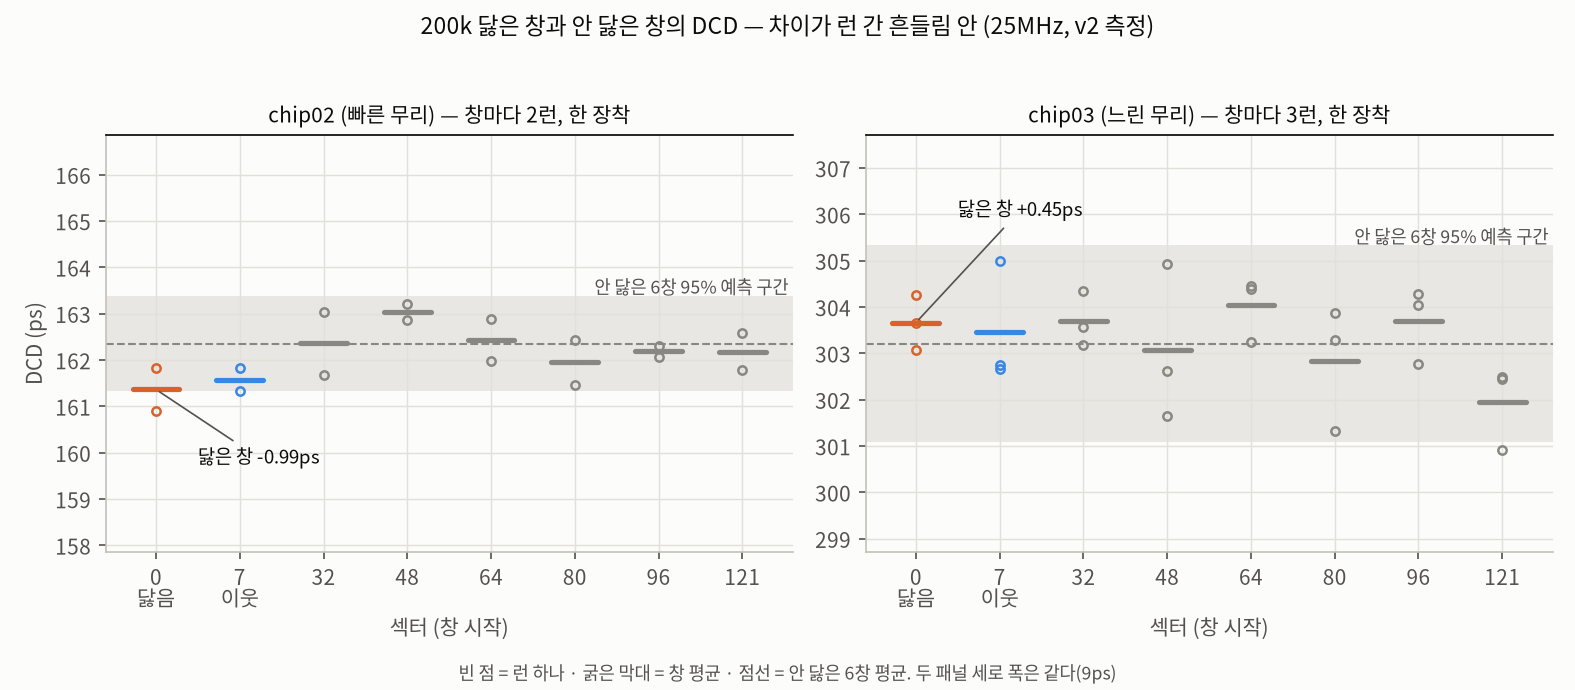 200k 닳은 창과 안 닳은 창의 DCD — 차이가 런 간 흔들림 안 (25MHz, v2 측정)
chip02 (빠른 무리) — 창마다 2런, 한 장착
166
165
164
163
162
161
160
159
158
DCD (ps)
안 닳은 6창 95% 예측 구간
닳은 창 -0.99ps
0 7 32 48 64 80 96 121
닳음 이웃
섹터 (창 시작)
chip03 (느린 무리) — 창마다 3런, 한 장착
307
306
305
304
303
302
301
300
299
닳은 창 +0.45ps
안 닳은 6창 95% 예측 구간
0 7 32 48 64 80 96 121
닳음 이웃
섹터 (창 시작)
빈 점 = 런 하나 · 굵은 막대 = 창 평균 · 점선 = 안 닳은 6창 평균. 두 패널 세로 폭은 같다(9ps)